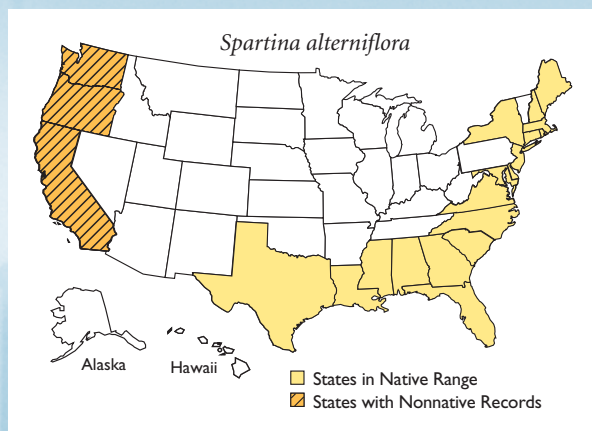 Spartina alterniflora
Alaska
Hawaii
States in Native Range
States with Nonnative Records